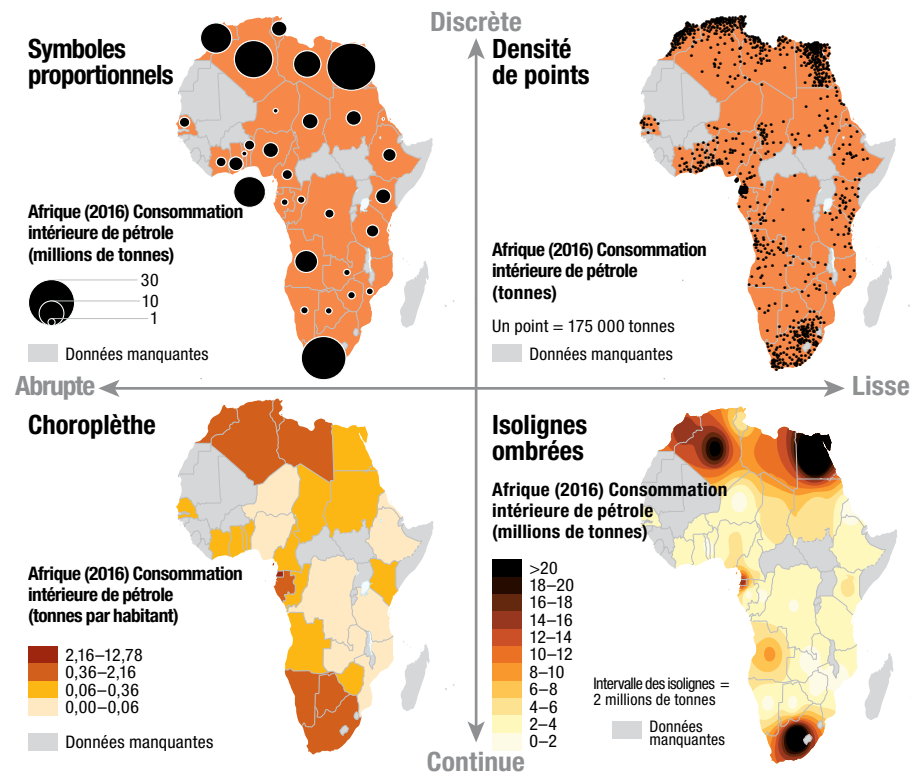 Discrète
Symboles
proportionnels
Afrique (2016) Consommation
intérieure de pétrole
(millions de tonnes)
30
10
1
Données manquantes
Densité
de points
Afrique (2016) Consommation
intérieure de pétrole
(tonnes)
Un point = 175 000 tonnes
Données manquantes
Abrupte
Lisse
Choroplèthe
Afrique (2016) Consommation
intérieure de pétrole
(tonnes par habitant)
2,16–12,78
0,36–2,16
0,06–0,36
0,00–0,06
Données manquantes
Isolignes
ombrées
Afrique (2016) Consommation
intérieure de pétrole
(millions de tonnes)
>20
18–20
16–18
14–16
12–14
10–12
8–10
6–8
4–6
2–4
0–2
Intervalle des isolignes =
2 millions de tonnes
Données
manquantes
Continue